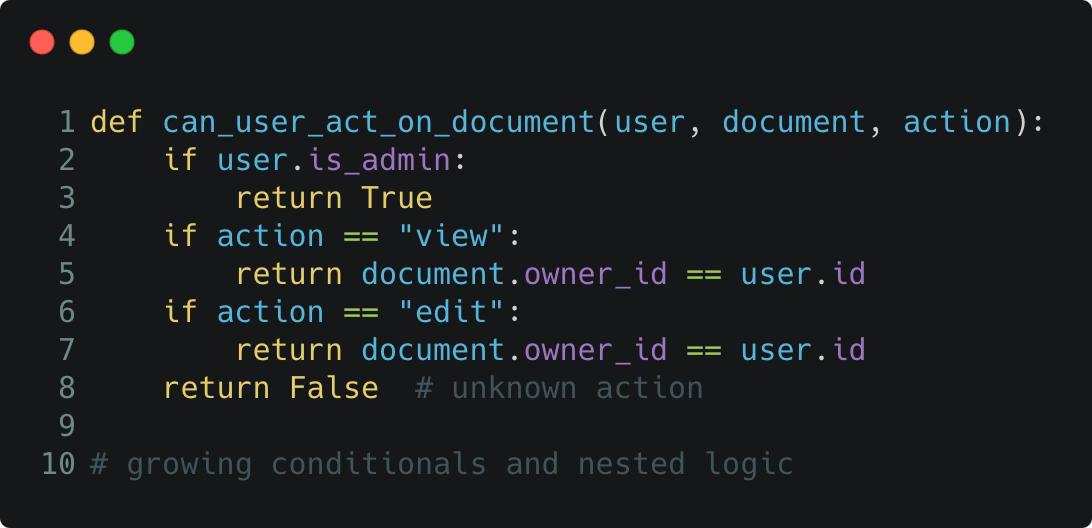 1 def can_user_act_on_document(user, document, action):
2     if user.is_admin:
3         return True
4     if action == "view":
5         return document.owner_id == user.id
6     if action == "edit":
7         return document.owner_id == user.id
8     return False  # unknown action
9
10 # growing conditionals and nested logic